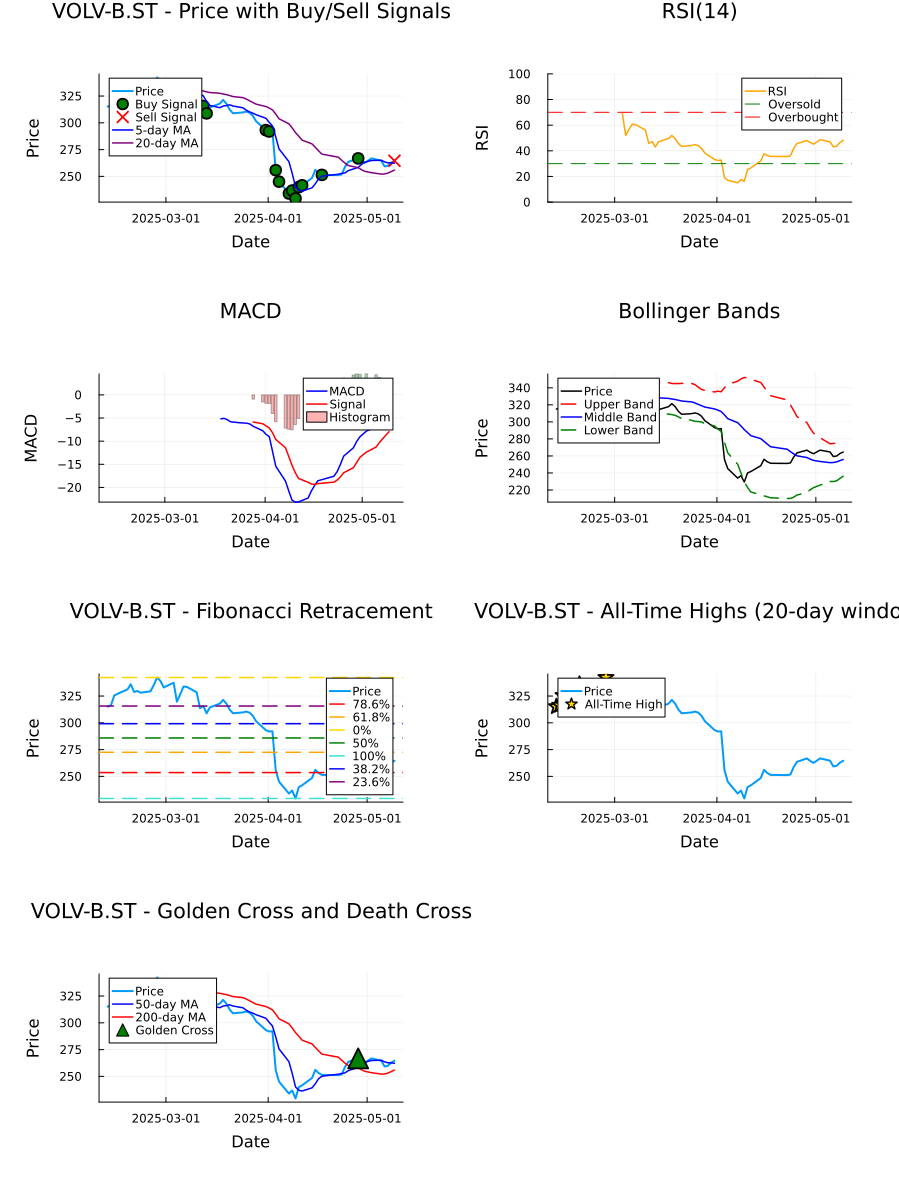 VOLV-B.ST - Price with Buy/Sell Signals
Price
325
300
275
250
Price
Buy Signal
Sell Signal
5-day MA
20-day MA
2025-03-01
2025-04-01
2025-05-01
Date
RSI(14)
RSI
100
80
60
40
20
0
RSI
Oversold
Overbought
2025-03-01
2025-04-01
2025-05-01
Date
MACD
MACD
0
−5
−10
−15
−20
MACD
Signal
Histogram
2025-03-01
2025-04-01
2025-05-01
Date
Bollinger Bands
Price
340
320
300
280
260
240
220
Price
Upper Band
Middle Band
Lower Band
2025-03-01
2025-04-01
2025-05-01
Date
VOLV-B.ST - Fibonacci Retracement
Price
325
300
275
250
Price
78.6%
61.8%
0%
50%
100%
38.2%
23.6%
2025-03-01
2025-04-01
2025-05-01
Date
VOLV-B.ST - All-Time Highs (20-day windo
Price
325
300
275
250
Price
All-Time High
2025-03-01
2025-04-01
2025-05-01
Date
VOLV-B.ST - Golden Cross and Death Cross
Price
325
300
275
250
Price
50-day MA
200-day MA
Golden Cross
2025-03-01
2025-04-01
2025-05-01
Date